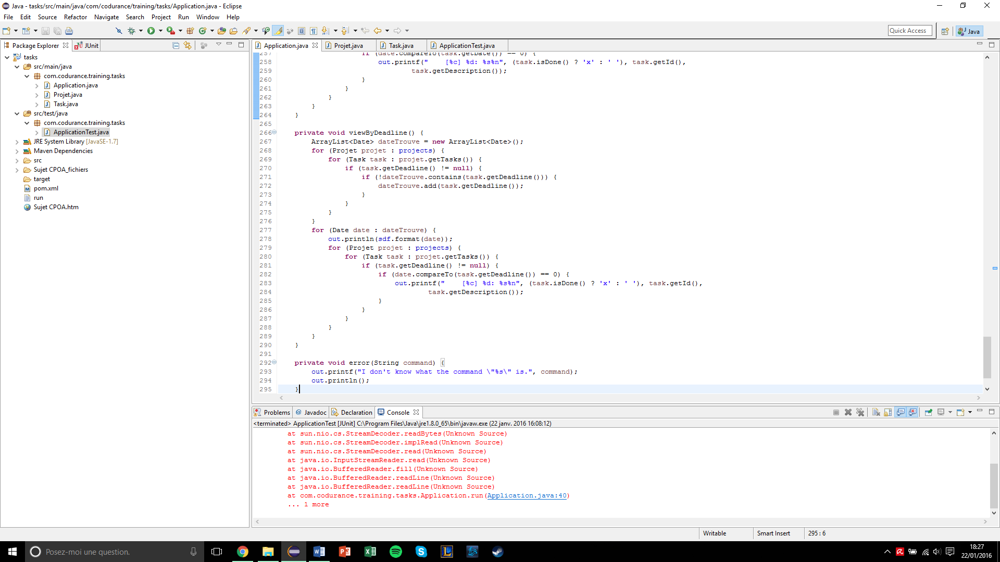 Java - tasks/src/main/java/com/codurance/training/tasks/Application.java - Eclipse
File Edit Source Refactor Navigate Search Project Run Window Help
Quick Access
Java
Package Explorer
JUnit
tasks
src/main/java
com.codurance.training.tasks
Application.java
Projet.java
Task.java
src/test/java
com.codurance.training.tasks
ApplicationTest.java
JRE System Library [JavaSE-1.7]
Maven Dependencies
src
Sujet CPOA_fichiers
target
pom.xml
run
Sujet CPOA.htm
Application.java Projet.java Task.java ApplicationTest.java
257 if (date.compareTo(task.getDate()) == 0) {
258 out.printf("    [%c] %d: %s%n", (task.isDone() ? 'x' : ' '), task.getId(),
259 task.getDescription());
260 }
261 }
262 }
263 }
264 }
265
266 private void viewByDeadline() {
267 ArrayList<Date> dateTrouve = new ArrayList<Date>();
268 for (Projet projet : projects) {
269 for (Task task : projet.getTasks()) {
270 if (task.getDeadline() != null) {
271 if (!dateTrouve.contains(task.getDeadline())) {
272 dateTrouve.add(task.getDeadline());
273 }
274 }
275 }
276 }
277 for (Date date : dateTrouve) {
278 out.println(sdf.format(date));
279 for (Projet projet : projects) {
280 for (Task task : projet.getTasks()) {
281 if (task.getDeadline() != null) {
282 if (date.compareTo(task.getDeadline()) == 0) {
283 out.printf("    [%c] %d: %s%n", (task.isDone() ? 'x' : ' '), task.getId(),
284 task.getDescription());
285 }
286 }
287 }
288 }
289 }
290 }
291
292 private void error(String command) {
293 out.printf("I don't know what the command \"%s\" is.", command);
294 out.println();
295 }
Problems Javadoc Declaration Console
<terminated> ApplicationTest [JUnit] C:\Program Files\Java\jre1.8.0_65\bin\javaw.exe (22 janv. 2016 16:08:12)
at sun.nio.cs.StreamDecoder.readBytes(Unknown Source)
at sun.nio.cs.StreamDecoder.implRead(Unknown Source)
at sun.nio.cs.StreamDecoder.read(Unknown Source)
at java.io.InputStreamReader.read(Unknown Source)
at java.io.BufferedReader.fill(Unknown Source)
at java.io.BufferedReader.readLine(Unknown Source)
at java.io.BufferedReader.readLine(Unknown Source)
at com.codurance.training.tasks.Application.run(Application.java:40)
... 1 more
Writable Smart Insert 295 : 6
Posez-moi une question.
18:27
22/01/2016